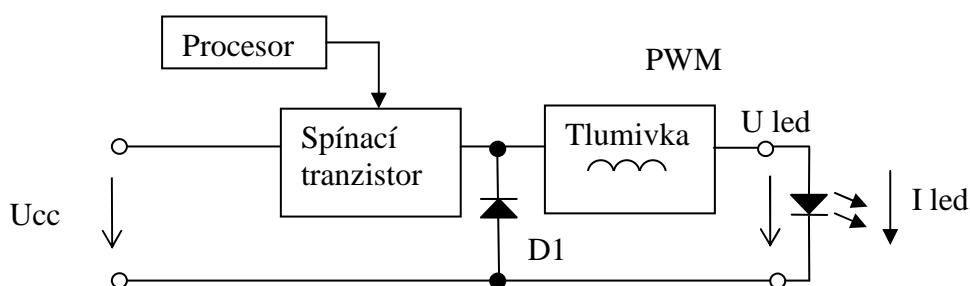 Procesor
PWM
Spínací
tranzistor
Tlumivka
U led
Ucc
I led
D1